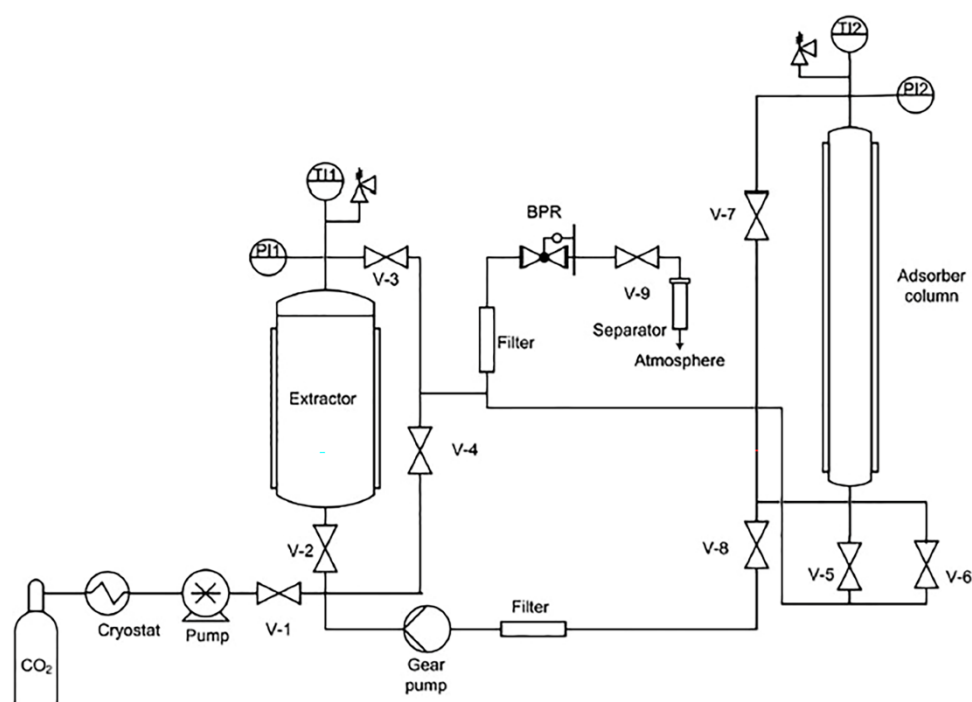 TI2
PI2
TI1
BPR
V-7
PI1
V-3
V-9
Adsorber
column
Separator
Filter
Atmosphere
Extractor
V-4
V-2
V-8
V-5
V-6
Filter
Cryostat
Pump
V-1
CO₂
Gear
pump